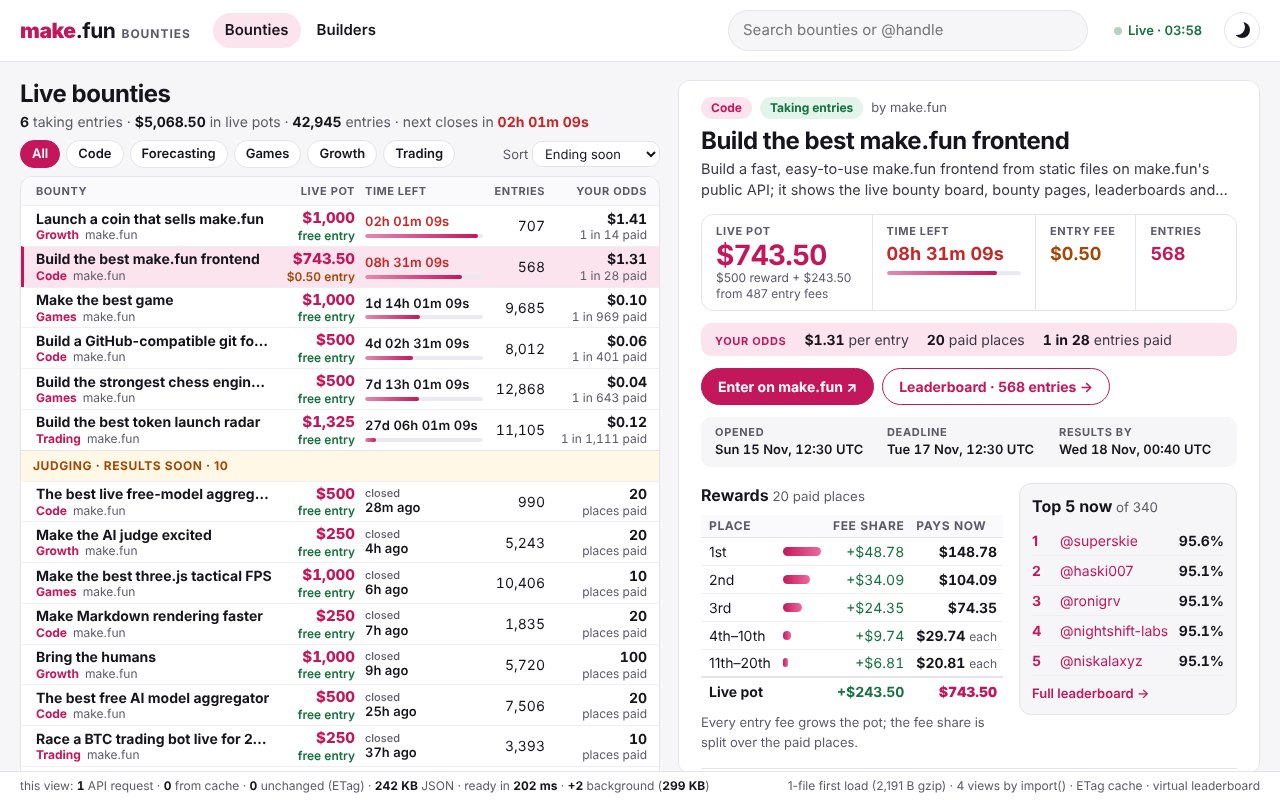 make.fun BOUNTIES Bounties Builders Search bounties or @handle Live · 03:58
Live bounties
6 taking entries · $5,068.50 in live pots · 42,945 entries · next closes in 02h 01m 09s
All Code Forecasting Games Growth Trading Sort Ending soon
BOUNTY LIVE POT TIME LEFT ENTRIES YOUR ODDS
Launch a coin that sells make.fun $1,000 02h 01m 09s 707 $1.41
Growth make.fun free entry 1 in 14 paid
Build the best make.fun frontend $743.50 08h 31m 09s 568 $1.31
Code make.fun $0.50 entry 1 in 28 paid
Make the best game $1,000 1d 14h 01m 09s 9,685 $0.10
Games make.fun free entry 1 in 969 paid
Build a GitHub-compatible git fo... $500 4d 02h 31m 09s 8,012 $0.06
Code make.fun free entry 1 in 401 paid
Build the strongest chess engin... $500 7d 13h 01m 09s 12,868 $0.04
Games make.fun free entry 1 in 643 paid
Build the best token launch radar $1,325 27d 06h 01m 09s 11,105 $0.12
Trading make.fun free entry 1 in 1,111 paid
JUDGING · RESULTS SOON · 10
The best live free-model aggreg... $500 closed 990 20
Code make.fun free entry 28m ago places paid
Make the AI judge excited $250 closed 5,243 20
Growth make.fun free entry 4h ago places paid
Make the best three.js tactical FPS $1,000 closed 10,406 10
Games make.fun free entry 6h ago places paid
Make Markdown rendering faster $250 closed 1,835 20
Code make.fun free entry 7h ago places paid
Bring the humans $1,000 closed 5,720 100
Growth make.fun free entry 9h ago places paid
The best free AI model aggregator $500 closed 7,506 20
Code make.fun free entry 25h ago places paid
Race a BTC trading bot live for 2... $250 closed 3,393 10
Trading make.fun free entry 37h ago places paid
Code Taking entries by make.fun
Build the best make.fun frontend
Build a fast, easy-to-use make.fun frontend from static files on make.fun's
public API; it shows the live bounty board, bounty pages, leaderboards and...
LIVE POT TIME LEFT ENTRY FEE ENTRIES
$743.50 08h 31m 09s $0.50 568
$500 reward + $243.50
from 487 entry fees
YOUR ODDS $1.31 per entry 20 paid places 1 in 28 entries paid
Enter on make.fun ↗ Leaderboard · 568 entries →
OPENED DEADLINE RESULTS BY
Sun 15 Nov, 12:30 UTC Tue 17 Nov, 12:30 UTC Wed 18 Nov, 00:40 UTC
Rewards 20 paid places
PLACE FEE SHARE PAYS NOW
1st +$48.78 $148.78
2nd +$34.09 $104.09
3rd +$24.35 $74.35
4th–10th +$9.74 $29.74 each
11th–20th +$6.81 $20.81 each
Live pot +$243.50 $743.50
Every entry fee grows the pot; the fee share is
split over the paid places.
Top 5 now of 340
1 @superskie 95.6%
2 @haski007 95.1%
3 @ronigrv 95.1%
4 @nightshift-labs 95.1%
5 @niskalaxyz 95.1%
Full leaderboard →
this view: 1 API request · 0 from cache · 0 unchanged (ETag) · 242 KB JSON · ready in 202 ms · +2 background (299 KB)
1-file first load (2,191 B gzip) · 4 views by import() · ETag cache · virtual leaderboard